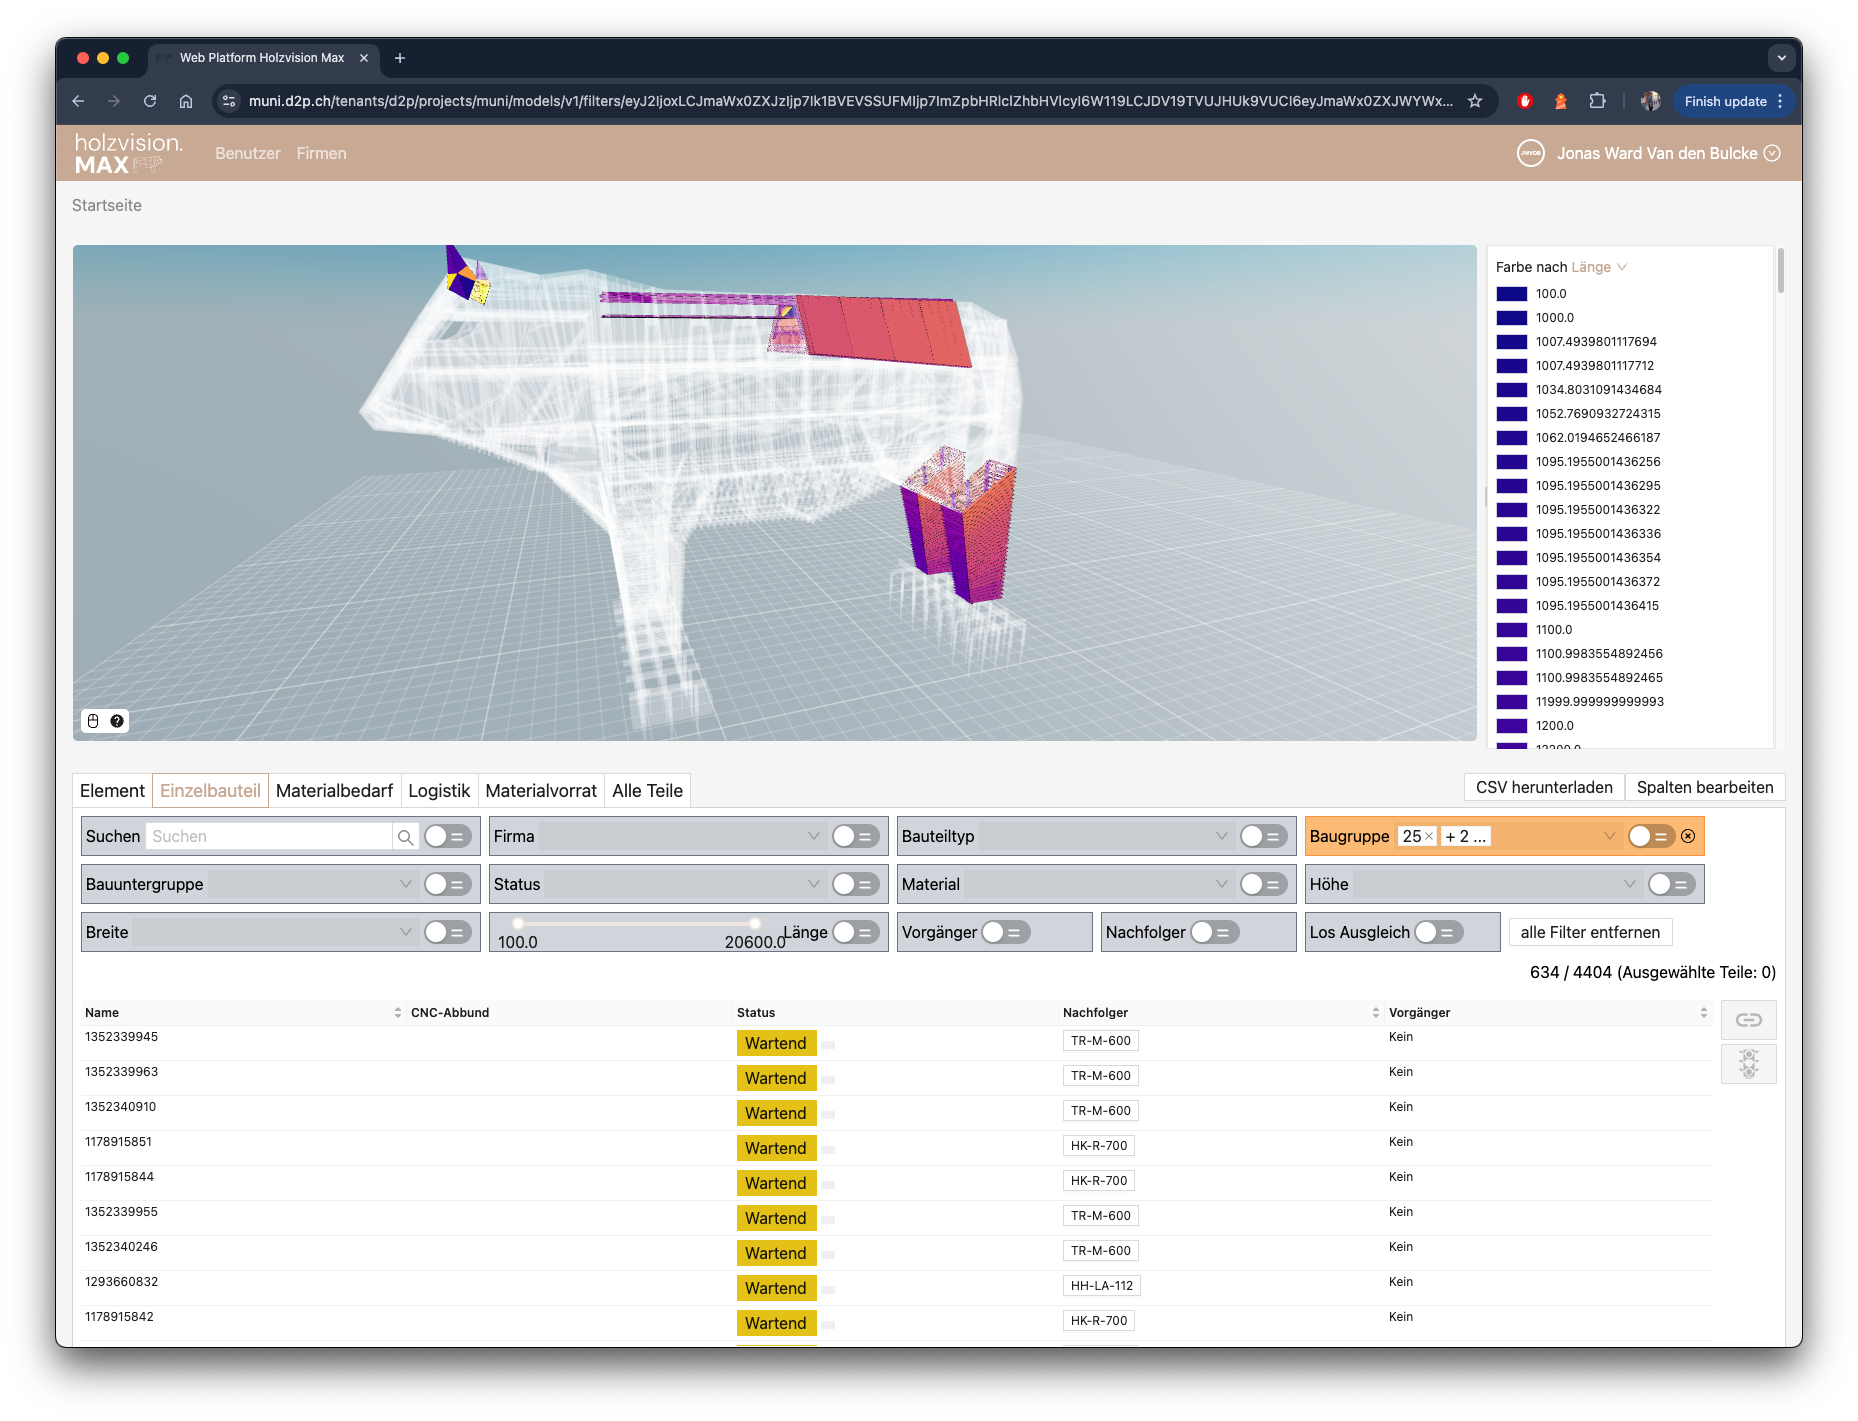 Web Platform Holzvision Max
muni.d2p.ch/tenants/d2p/projects/muni/models/v1/filters/eyJ2IjoxLCJmaWx0ZXJzIjp7Ik1BVEVSSUFMIjp7ImZpbHRlclZhbHVlcyI6W119LCJDV19TVUJHUk9VUCI6eyJmaWx0ZXJWYWx...
Finish update
holzvision.
MAX
Benutzer Firmen
JWVDB
Jonas Ward Van den Bulcke
Startseite
Farbe nach Länge
100.0
1000.0
1007.4939801117694
1007.4939801117712
1034.8031091434684
1052.7690932724315
1062.0194652466187
1095.1955001436256
1095.1955001436295
1095.1955001436322
1095.1955001436336
1095.1955001436354
1095.1955001436372
1095.1955001436415
1100.0
1100.9983554892456
1100.9983554892465
11999.999999999993
1200.0
Element Einzelbauteil Materialbedarf Logistik Materialvorrat Alle Teile
CSV herunterladen Spalten bearbeiten
Suchen Suchen = Firma = Bauteiltyp = Baugruppe 25 × + 2 ... =
Bauuntergruppe = Status = Material = Höhe =
Breite = 100.0 20600.0 Länge = Vorgänger = Nachfolger = Los Ausgleich = alle Filter entfernen
634 / 4404 (Ausgewählte Teile: 0)
Name CNC-Abbund Status Nachfolger Vorgänger
1352339945 Wartend TR-M-600 Kein
1352339963 Wartend TR-M-600 Kein
1352340910 Wartend TR-M-600 Kein
1178915851 Wartend HK-R-700 Kein
1178915844 Wartend HK-R-700 Kein
1352339955 Wartend TR-M-600 Kein
1352340246 Wartend TR-M-600 Kein
1293660832 Wartend HH-LA-112 Kein
1178915842 Wartend HK-R-700 Kein